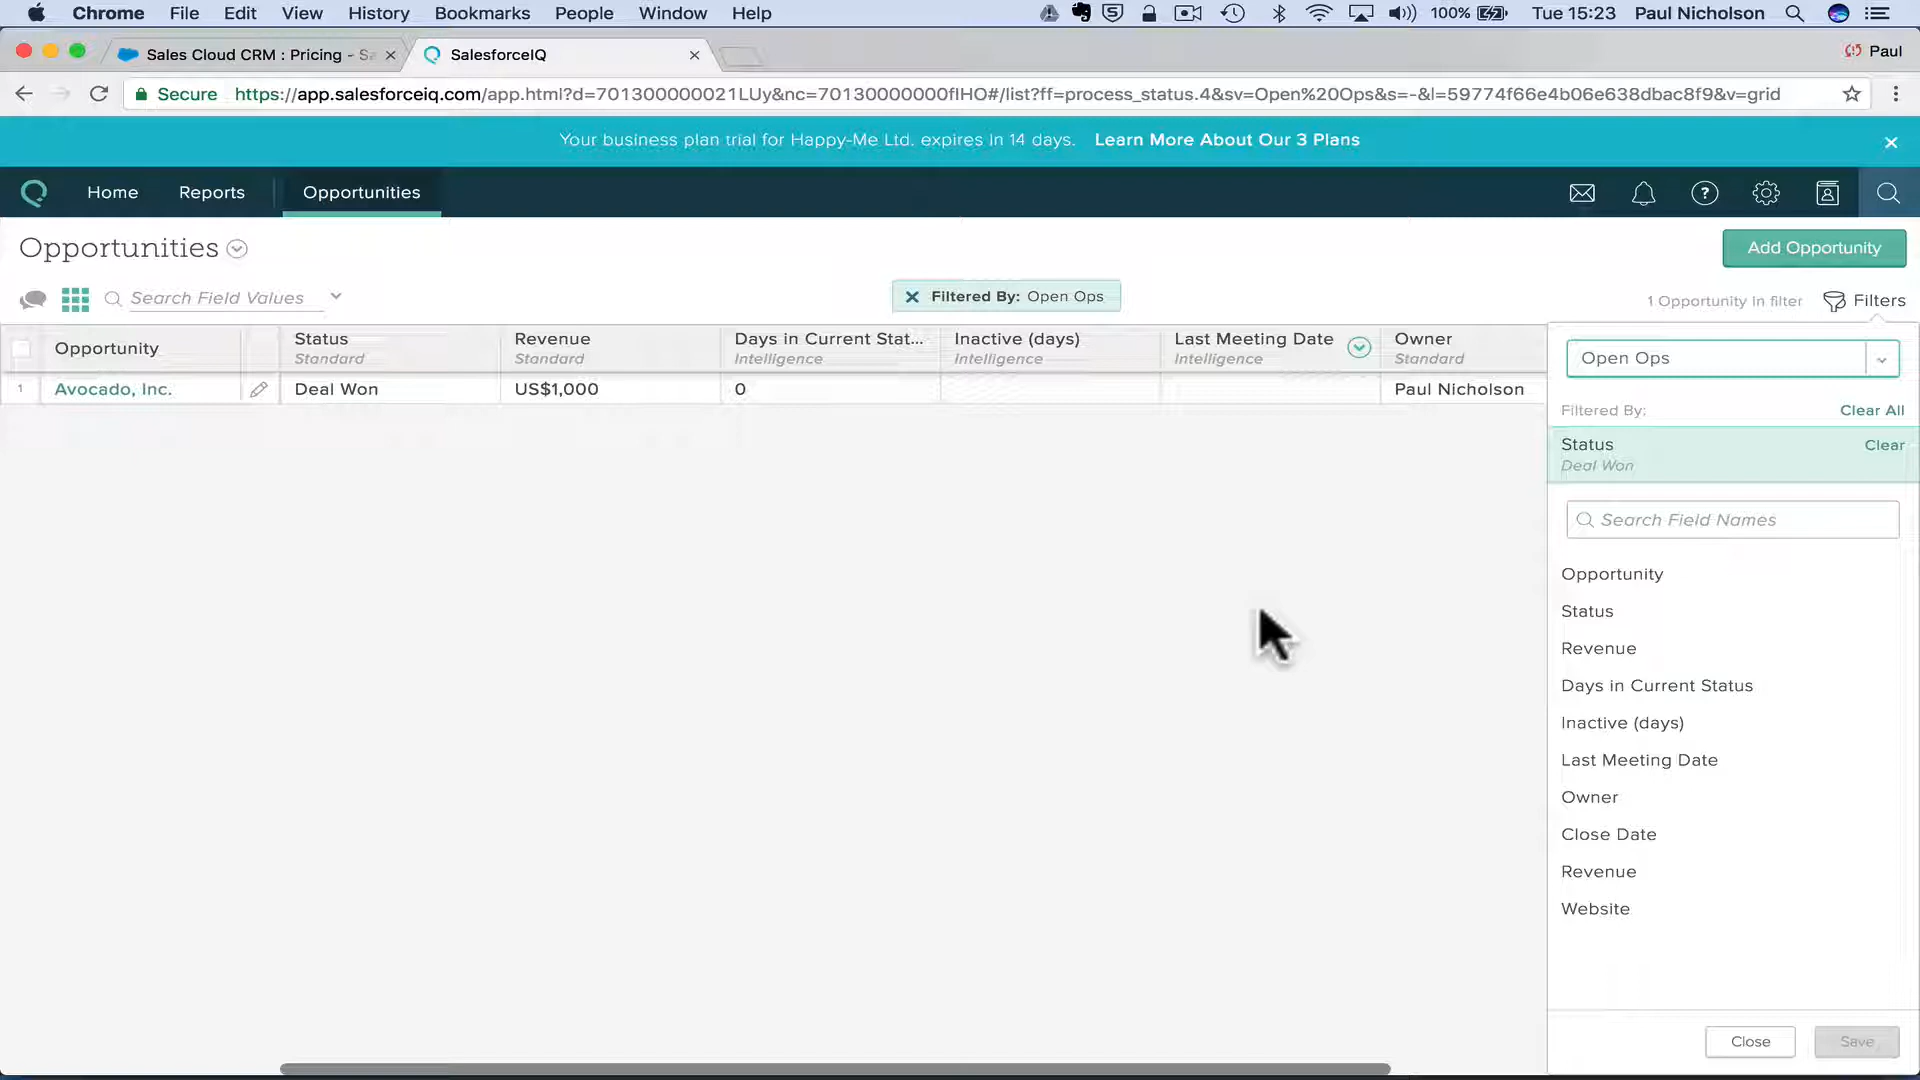 Chrome File Edit View History Bookmarks People Window Help 100% Tue 15:23 Paul Nicholson
Sales Cloud CRM : Pricing - Sa SalesforceIQ Paul
Secure https://app.salesforceiq.com/app.html?d=701300000021LUy&nc=70130000000fIHO#/list?ff=process_status.4&sv=Open%20Ops&s=-&l=59774f66e4b06e638dbac8f9&v=grid
Your business plan trial for Happy-Me Ltd. expires in 14 days. Learn More About Our 3 Plans
Home Reports Opportunities
Opportunities Add Opportunity
Search Field Values Filtered By: Open Ops 1 Opportunity in filter Filters
Opportunity Status Revenue Days in Current Stat... Inactive (days) Last Meeting Date Owner
Standard Standard Intelligence Intelligence Intelligence Standard
1 Avocado, Inc. Deal Won US$1,000 0 Paul Nicholson
Open Ops
Filtered By: Clear All
Status Clear
Deal Won
Search Field Names
Opportunity
Status
Revenue
Days in Current Status
Inactive (days)
Last Meeting Date
Owner
Close Date
Revenue
Website
Close Save